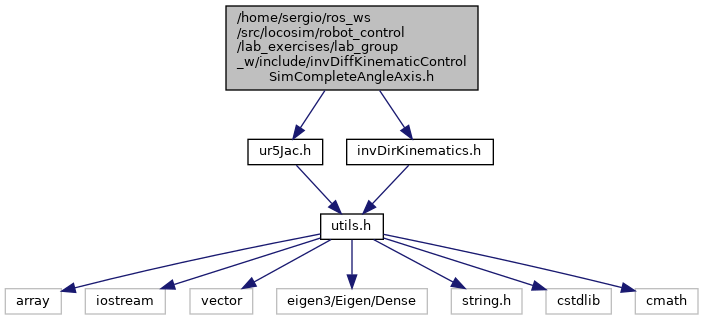 /home/sergio/ros_ws
/src/locosim/robot_control
/lab_exercises/lab_group
_w/include/invDiffKinematicControl
SimCompleteAngleAxis.h
ur5Jac.h
invDirKinematics.h
utils.h
array
iostream
vector
eigen3/Eigen/Dense
string.h
cstdlib
cmath